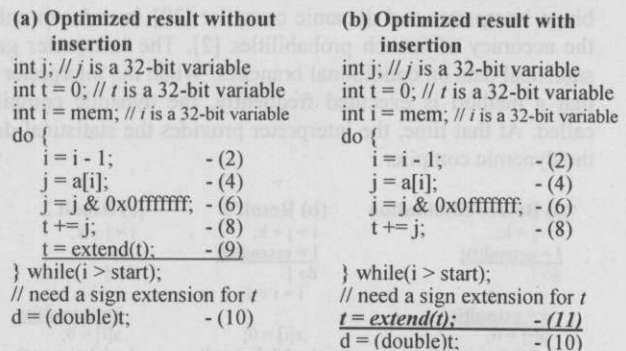 (a) Optimized result without
insertion
int j; // j is a 32-bit variable
int t = 0; // t is a 32-bit variable
int i = mem; // i is a 32-bit variable
do {
i = i - 1; - (2)
j = a[i]; - (4)
j = j & 0x0fffffff; - (6)
t += j; - (8)
t = extend(t); - (9)
} while(i > start);
// need a sign extension for t
d = (double)t; - (10)
(b) Optimized result with
insertion
int j; // j is a 32-bit variable
int t = 0; // t is a 32-bit variable
int i = mem; // i is a 32-bit variable
do {
i = i - 1; - (2)
j = a[i]; - (4)
j = j & 0x0fffffff; - (6)
t += j; - (8)
} while(i > start);
// need a sign extension for t
t = extend(t); - (11)
d = (double)t; - (10)